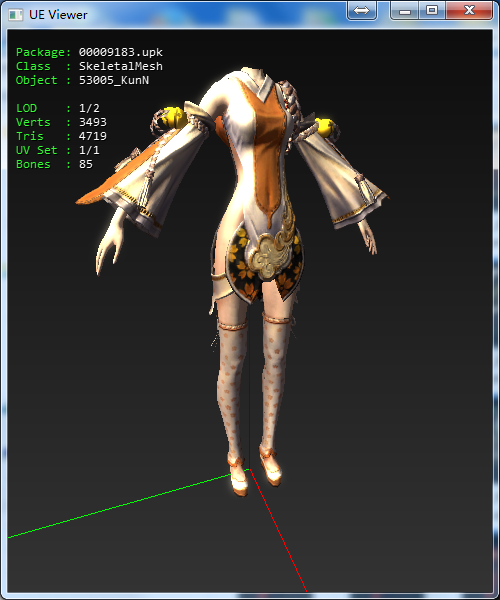 UE Viewer
Package: 00009183.upk
Class : SkeletalMesh
Object : 53005_KunN
LOD : 1/2
Verts : 3493
Tris : 4719
UV Set : 1/1
Bones : 85